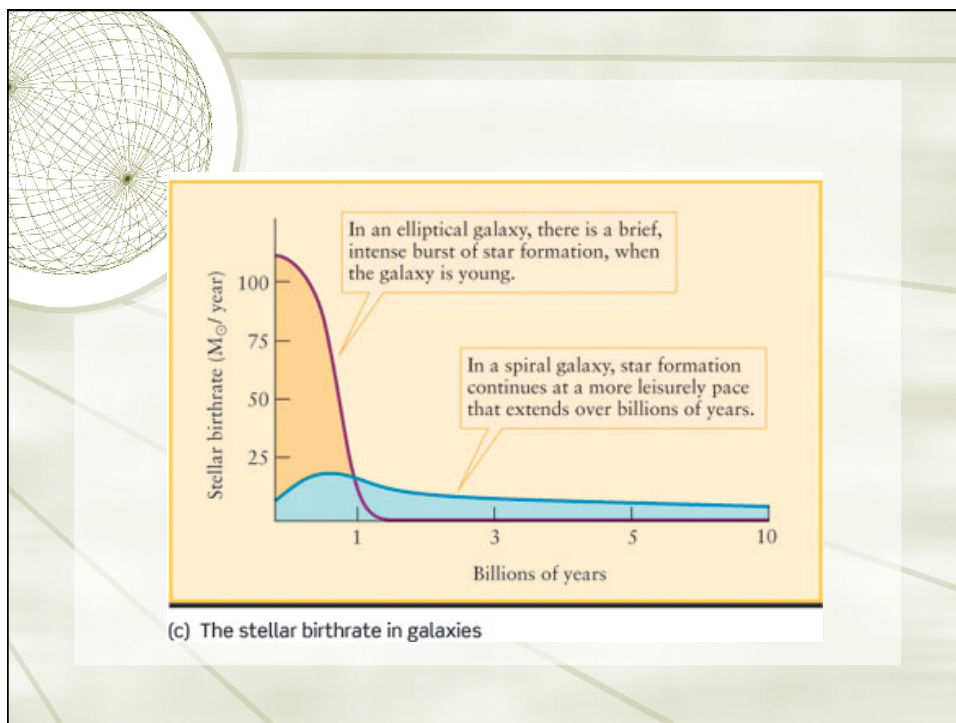 In an elliptical galaxy, there is a brief,
intense burst of star formation, when
the galaxy is young.
In a spiral galaxy, star formation
continues at a more leisurely pace
that extends over billions of years.
Stellar birthrate (M⊙/ year)
100
75
50
25
1 3 5 10
Billions of years
(c) The stellar birthrate in galaxies